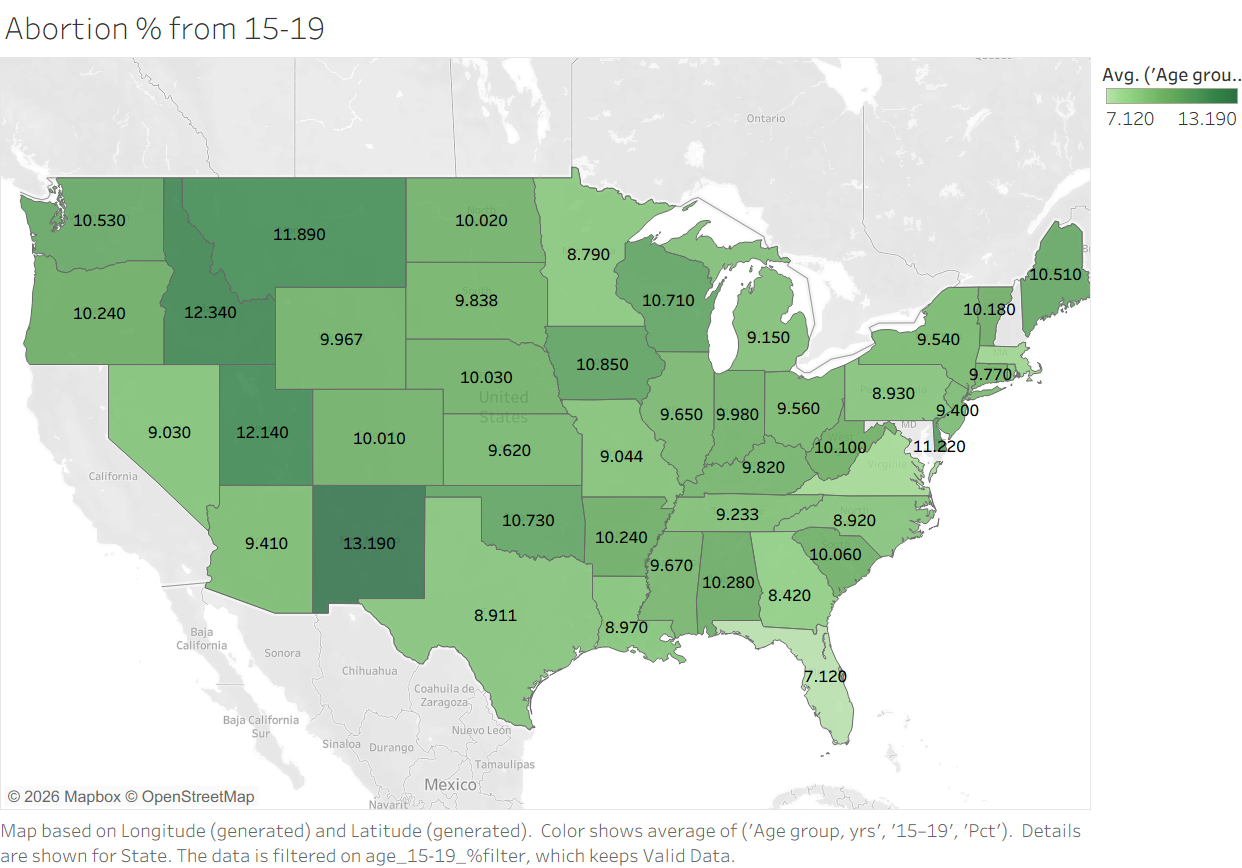 Abortion % from 15-19
Avg. ('Age grou..
7.120 13.190
Ontario
10.530
11.890
North
10.020
8.790
10.510
10.240
12.340
9.967
South
9.838
10.710
9.150
10.180
9.540
10.850
9.770
10.030
United
States
9.650
9.980
9.560
8.930
9.400
MD
11.220
9.030
12.140
10.010
9.620
9.044
10.100
9.820
Virginia
California
9.410
13.190
10.730
10.240
9.233
North
8.920
10.060
9.670
10.280
8.420
8.911
8.970
7.120
Baja
California
Sonora
Chihuahua
Coahuila de
Zaragoza
Baja California
Sur
Sinaloa
Durango
Nuevo León
Tamaulipas
Mexico
Navarit
© 2026 Mapbox © OpenStreetMap
Map based on Longitude (generated) and Latitude (generated). Color shows average of ('Age group, yrs', '15–19', 'Pct'). Details
are shown for State. The data is filtered on age_15-19_%filter, which keeps Valid Data.